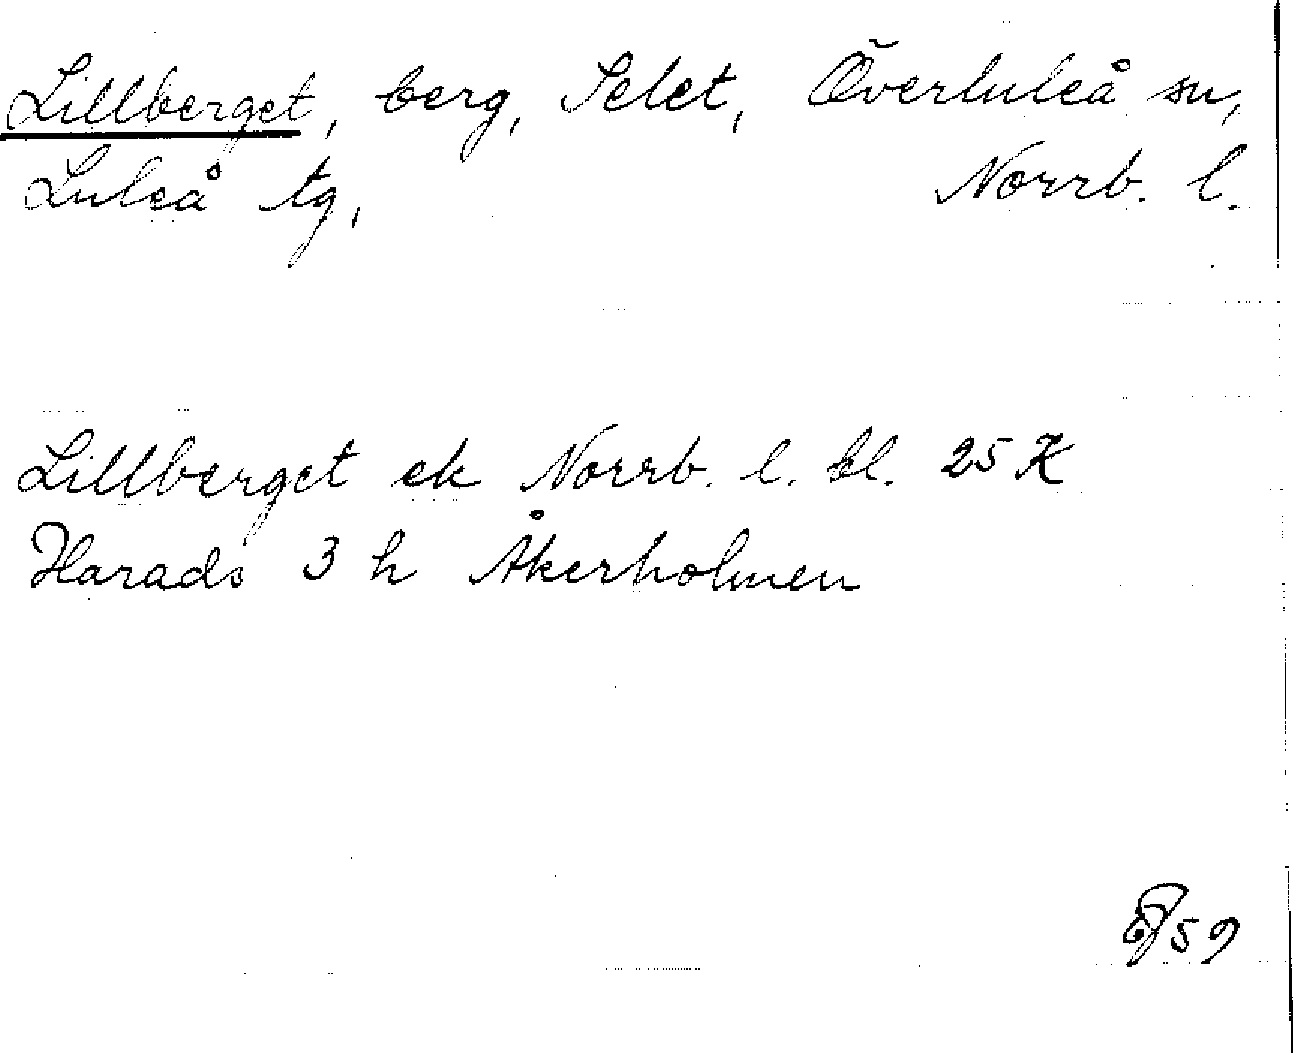 Lillberget, berg, Selet, Överluleå sn,
Luleå tg, Norrb. l.
Lillberget ek Norrb. l. bl. 25 K
Harads 3 h Åkerholmen
59